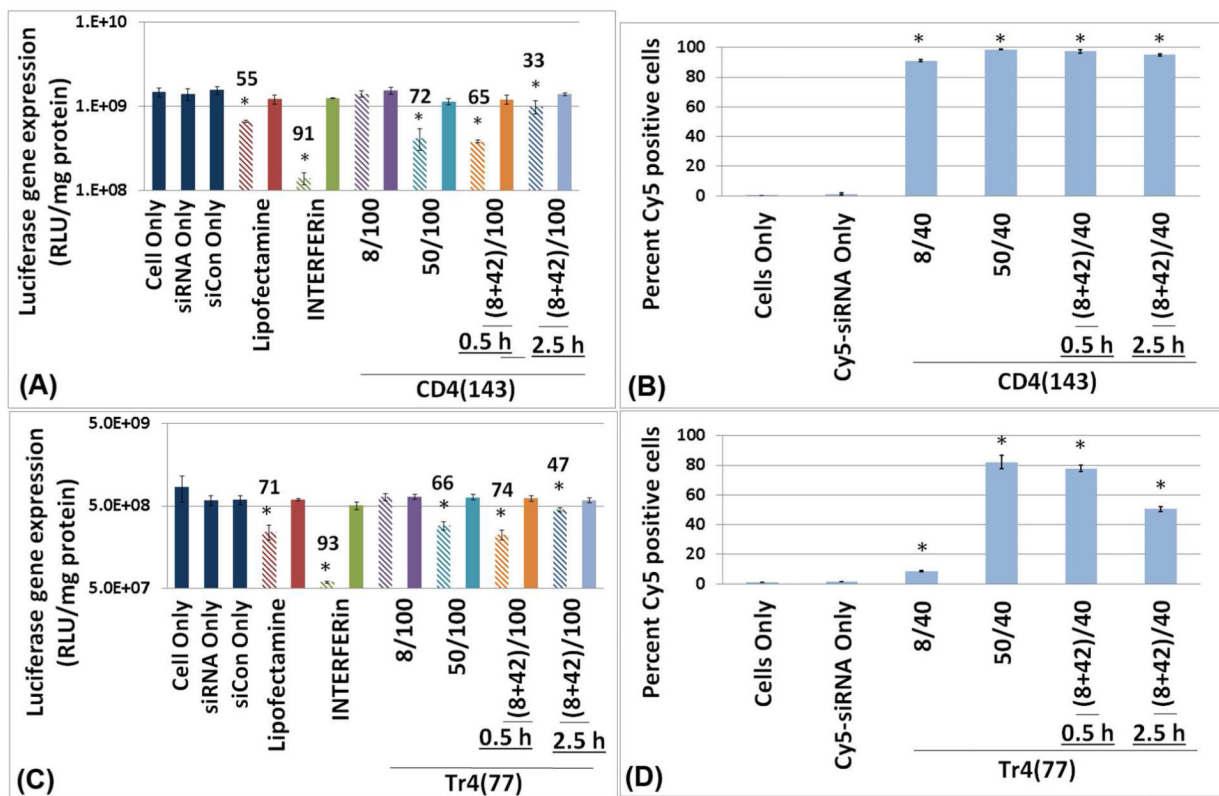 Luciferase gene expression
(RLU/mg protein)
1.E+10
1.E+09
1.E+08
55
*
91
*
72
*
65
*
33
*
Cell Only
siRNA Only
siCon Only
Lipofectamine
INTERFERin
8/100
50/100
(8+42)/100
(8+42)/100
0.5 h
2.5 h
CD4(143)
(A)
Percent Cy5 positive cells
100
80
60
40
20
0
*
*
*
*
Cells Only
Cy5-siRNA Only
8/40
50/40
(8+42)/40
(8+42)/40
0.5 h
2.5 h
CD4(143)
(B)
Luciferase gene expression
(RLU/mg protein)
5.0E+09
5.0E+08
5.0E+07
71
*
93
*
66
*
74
*
47
*
Cell Only
siRNA Only
siCon Only
Lipofectamine
INTERFERin
8/100
50/100
(8+42)/100
(8+42)/100
0.5 h
2.5 h
Tr4(77)
(C)
Percent Cy5 positive cells
100
80
60
40
20
0
*
*
*
*
Cells Only
Cy5-siRNA Only
8/40
50/40
(8+42)/40
(8+42)/40
0.5 h
2.5 h
Tr4(77)
(D)